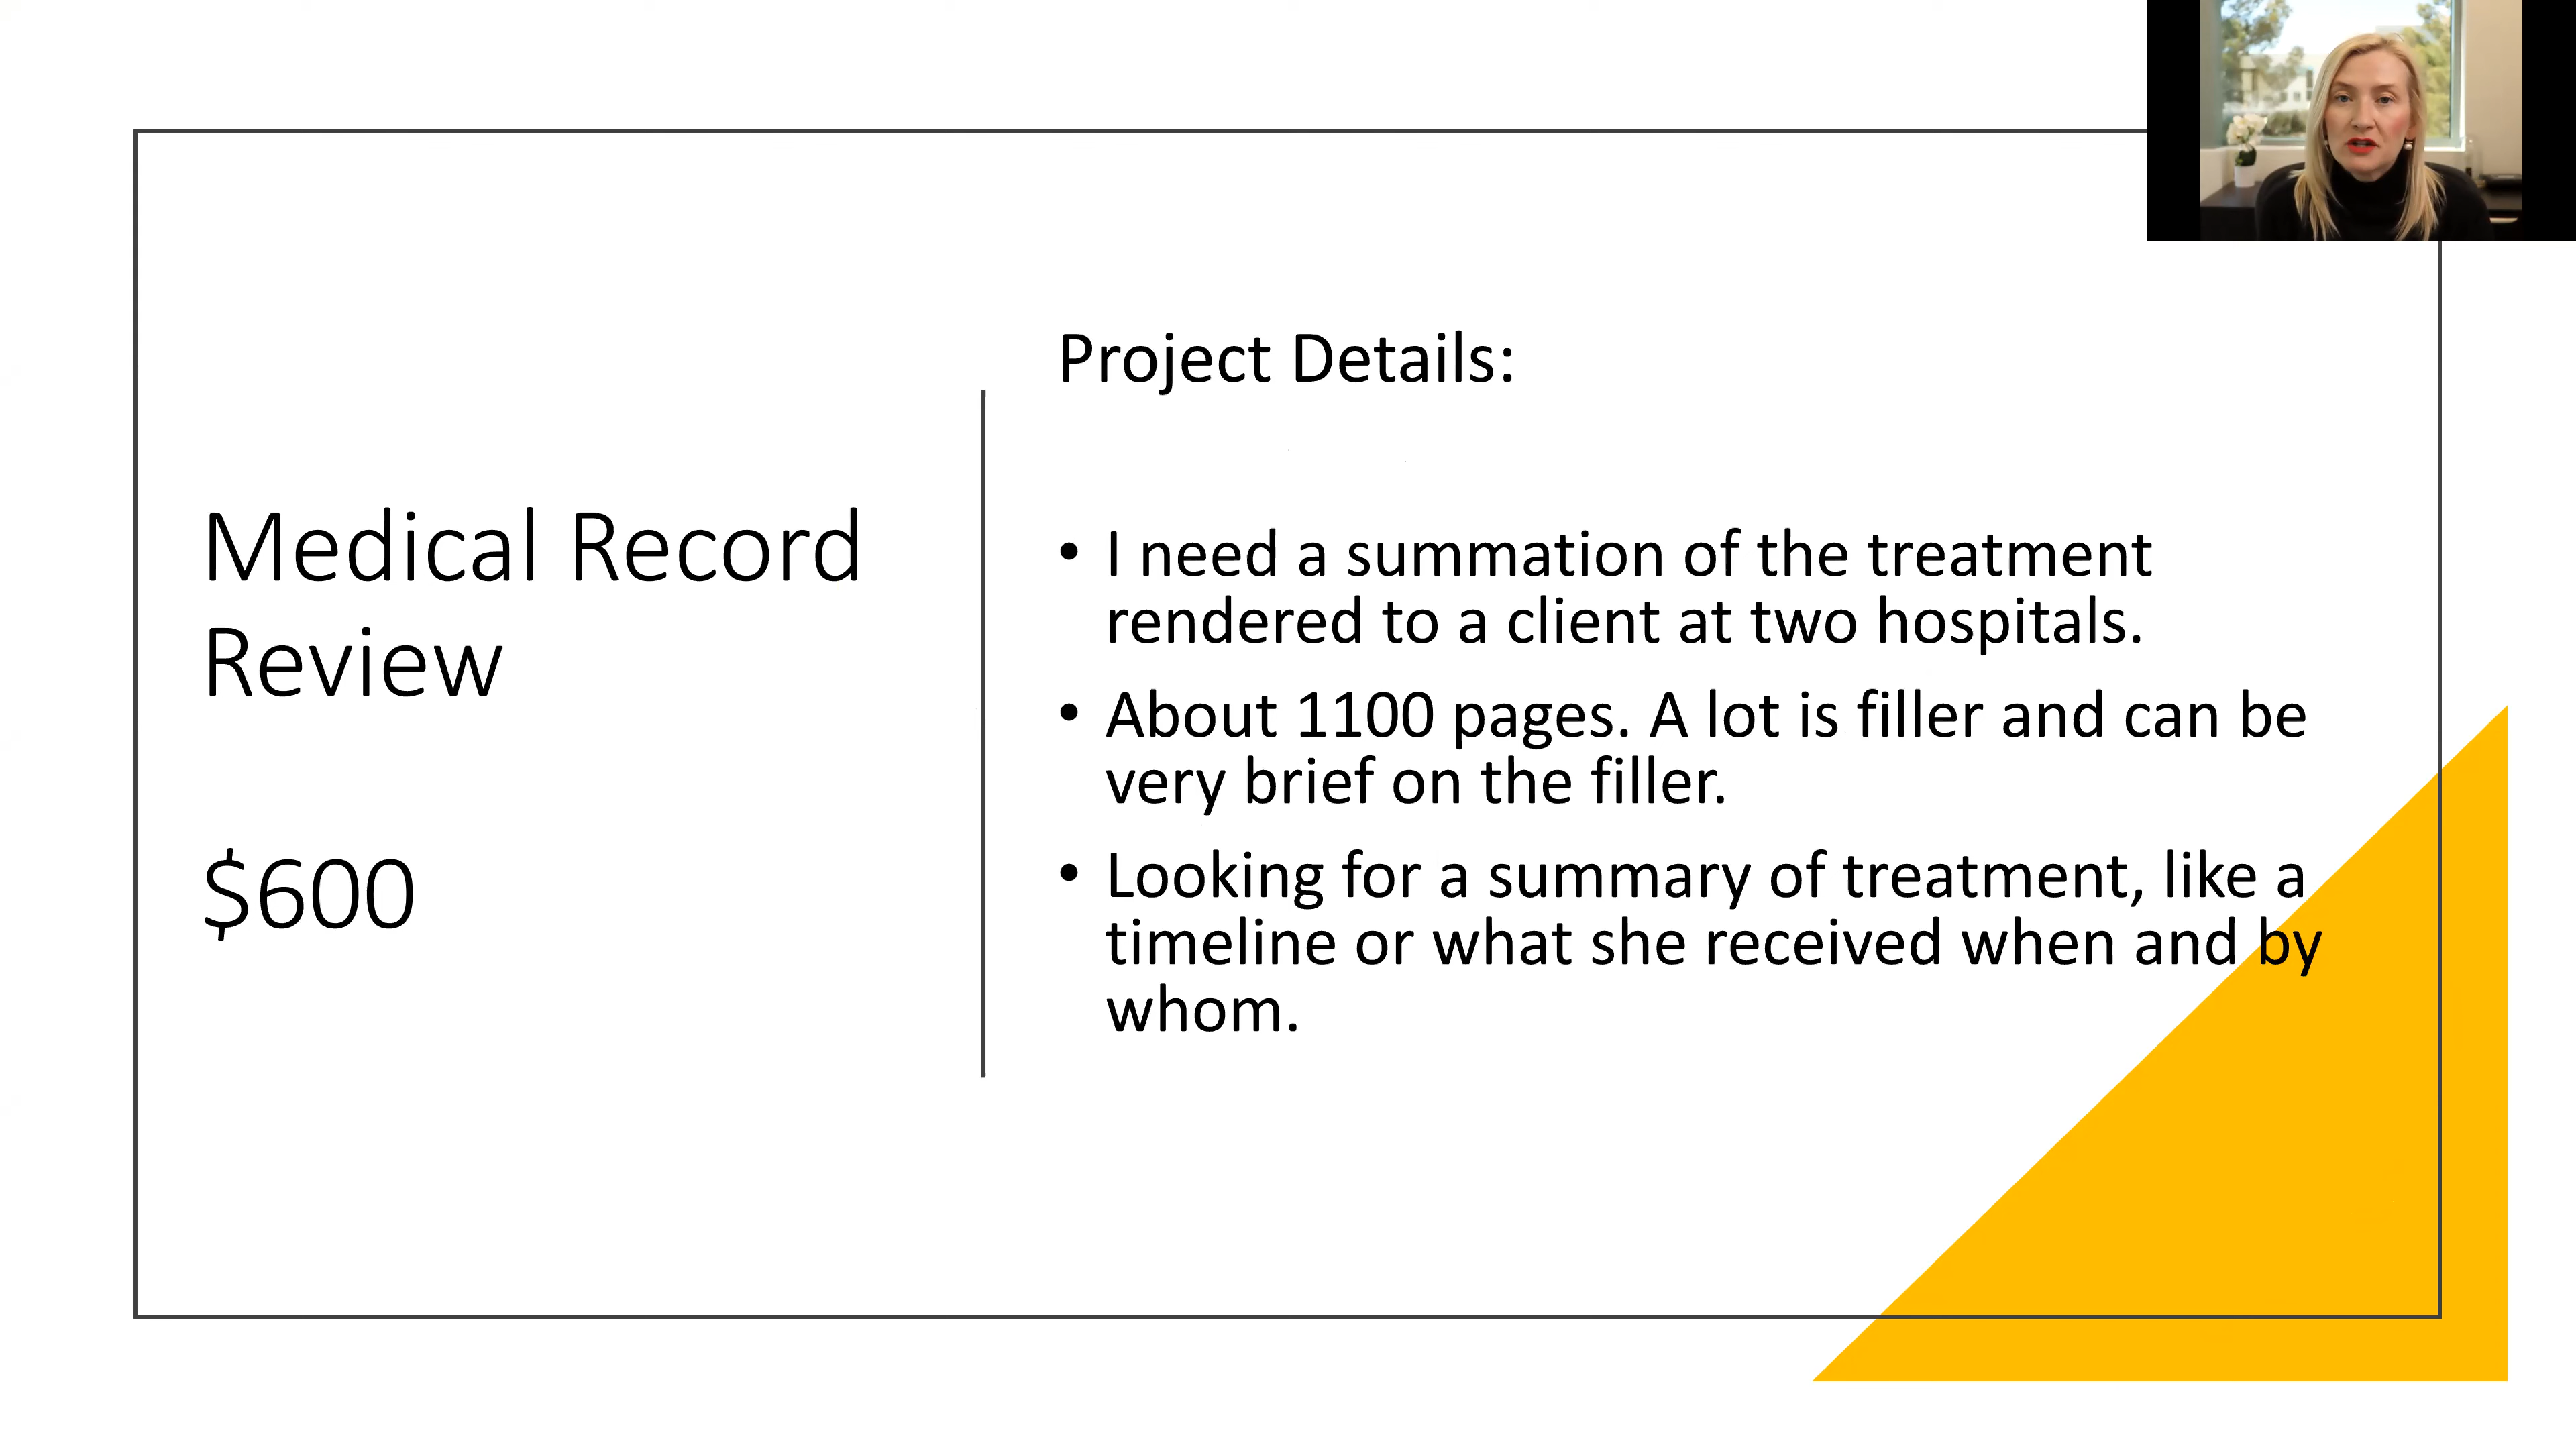 Medical Record
Review
$600
Project Details:
• I need a summation of the treatment
rendered to a client at two hospitals.
• About 1100 pages. A lot is filler and can be
very brief on the filler.
• Looking for a summary of treatment, like a
timeline or what she received when and by
whom.